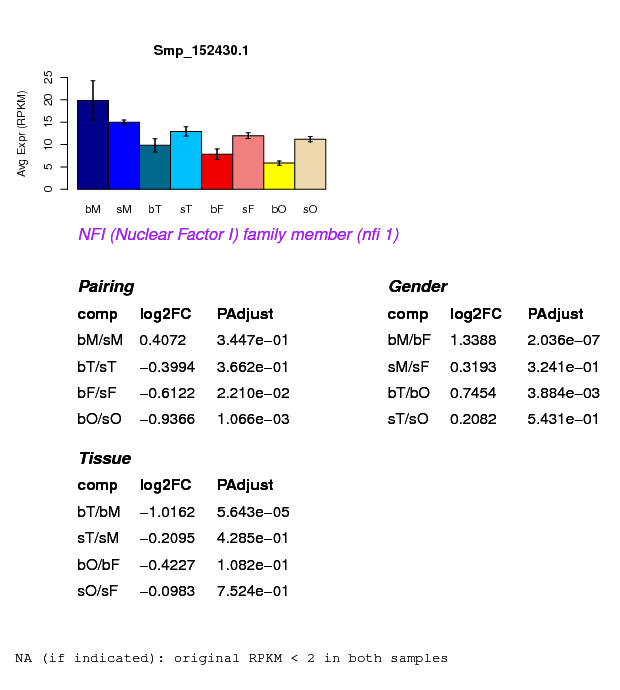 Smp_152430.1
Avg Expr (RPKM)
25
20
15
10
5
0
bM sM bT sT bF sF bO sO
NFI (Nuclear Factor I) family member (nfi 1)
Pairing
comp log2FC PAdjust
bM/sM 0.4072 3.447e−01
bT/sT −0.3994 3.662e−01
bF/sF −0.6122 2.210e−02
bO/sO −0.9366 1.066e−03
Gender
comp log2FC PAdjust
bM/bF 1.3388 2.036e−07
sM/sF 0.3193 3.241e−01
bT/bO 0.7454 3.884e−03
sT/sO 0.2082 5.431e−01
Tissue
comp log2FC PAdjust
bT/bM −1.0162 5.643e−05
sT/sM −0.2095 4.285e−01
bO/bF −0.4227 1.082e−01
sO/sF −0.0983 7.524e−01
NA (if indicated): original RPKM < 2 in both samples